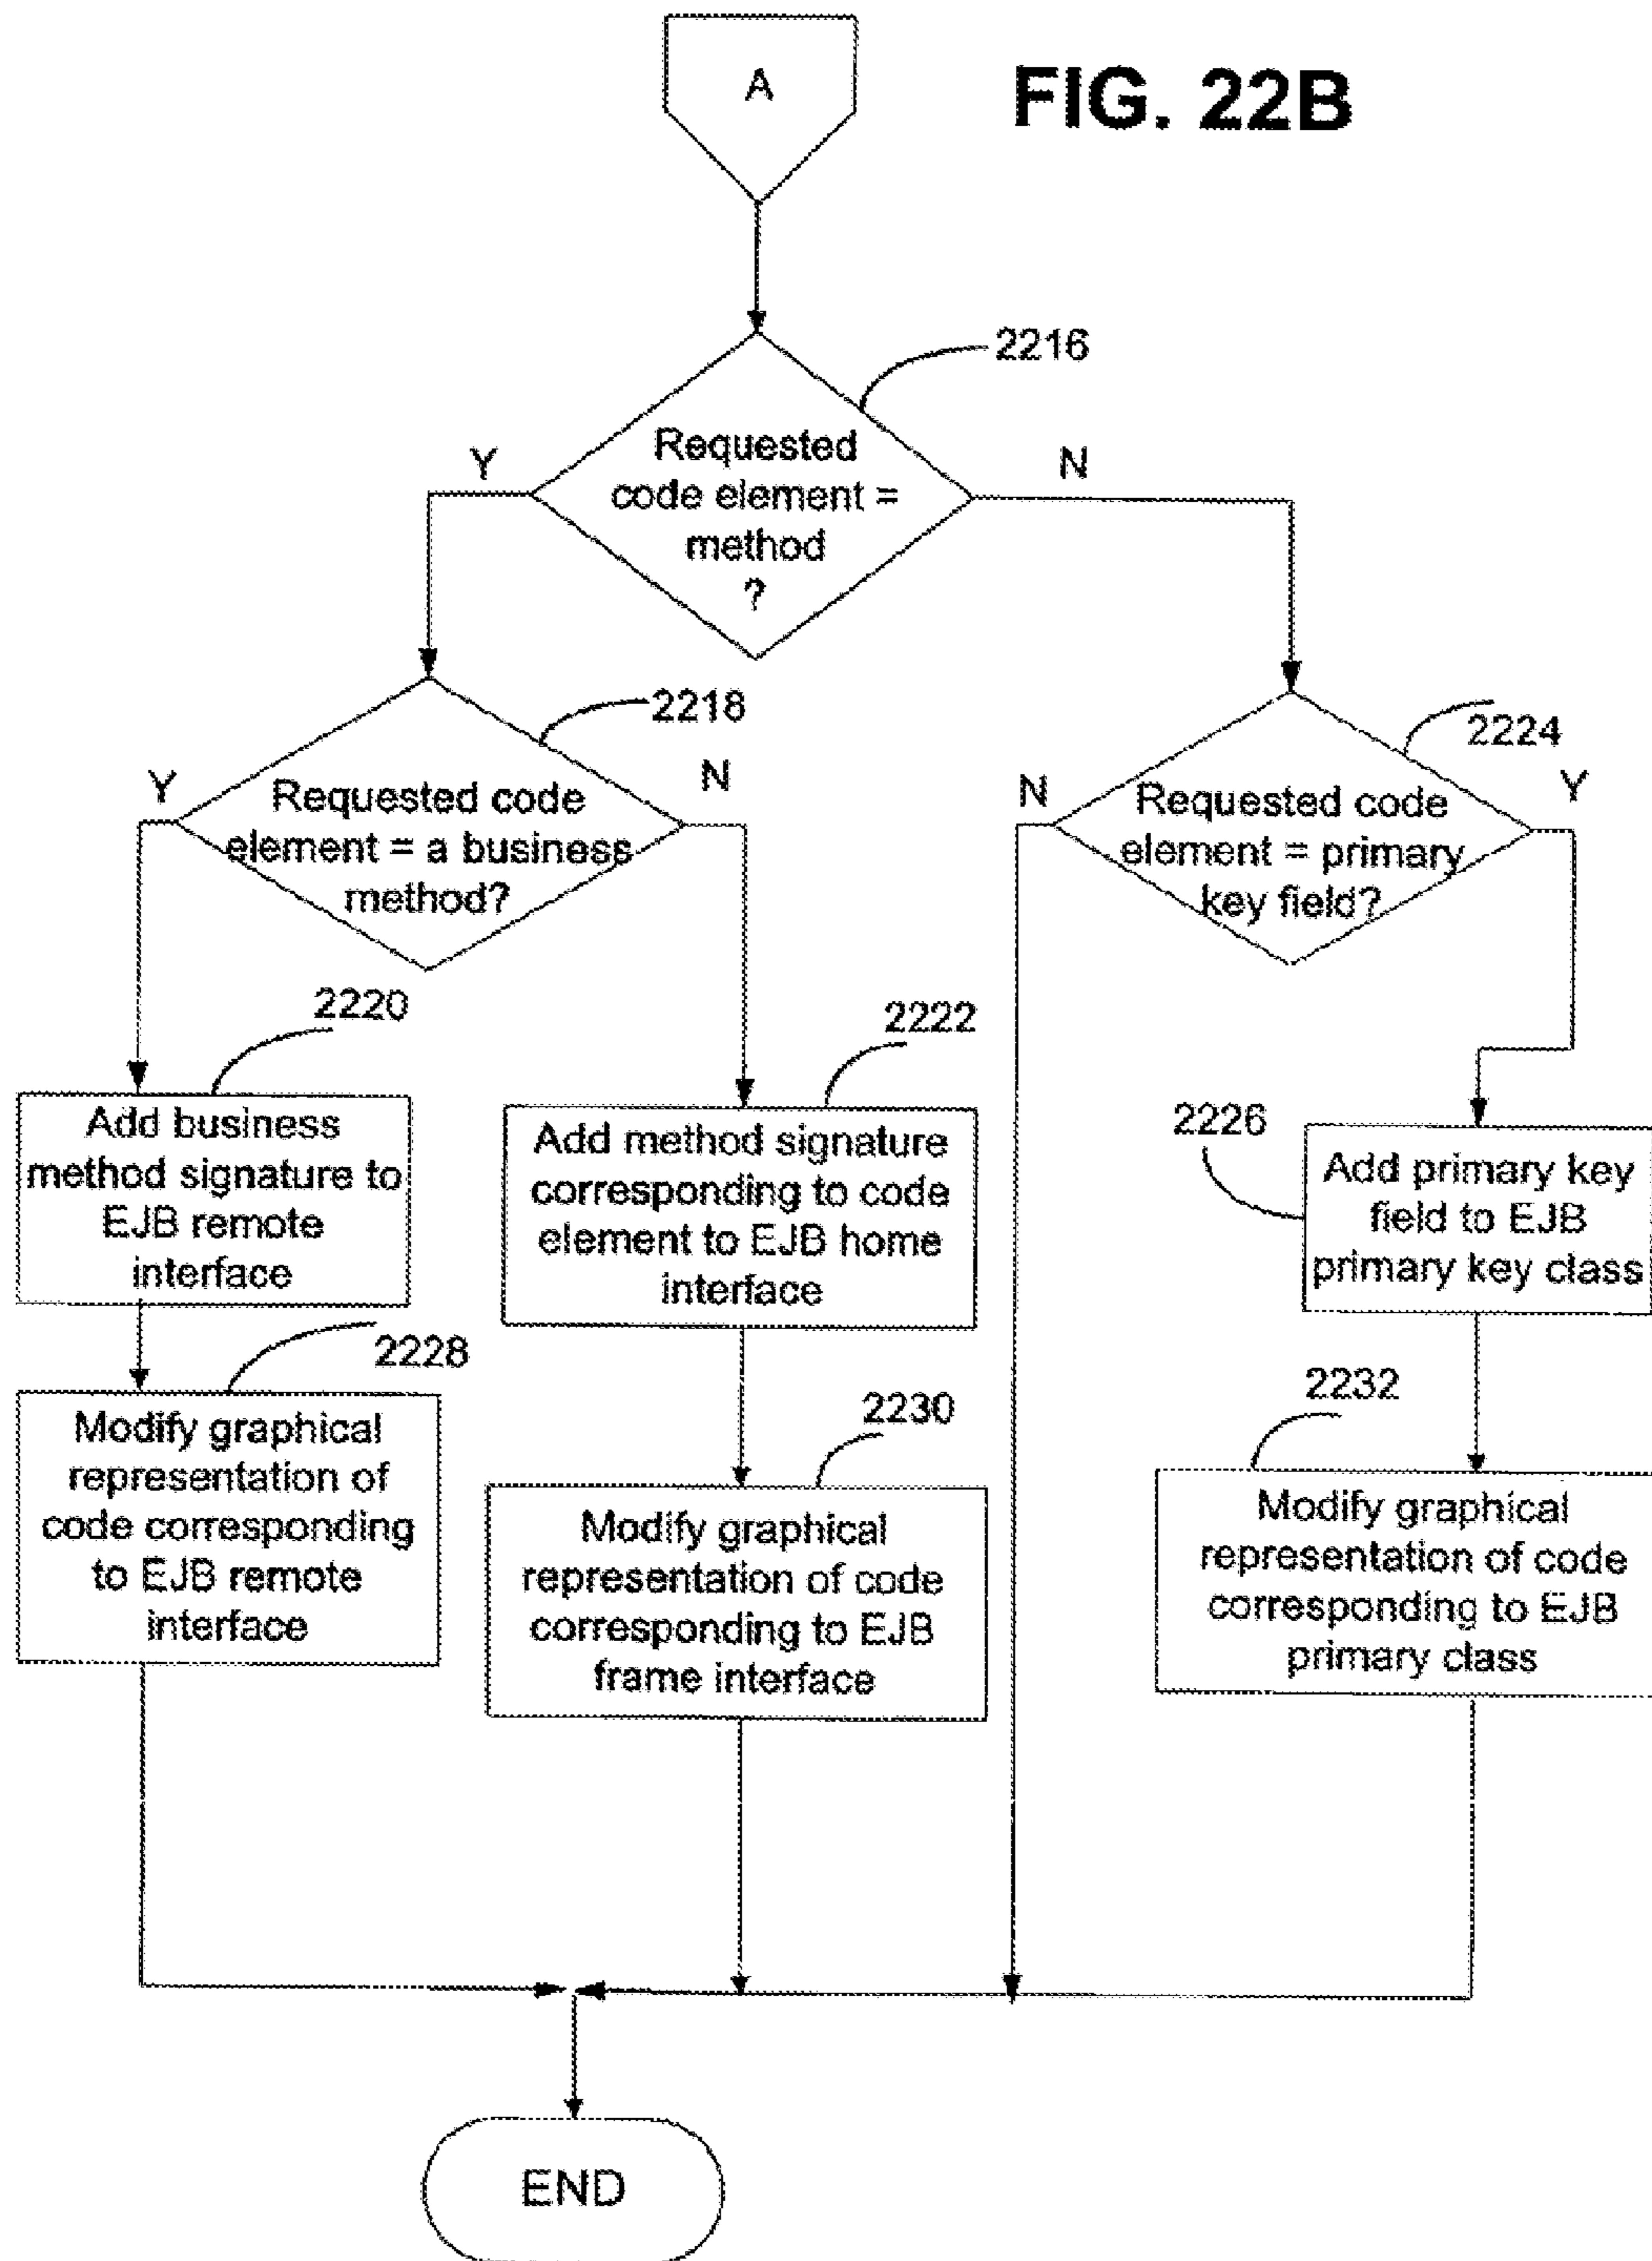 A
FIG. 22B
2216
Y
Requested
code element =
method
?
N
2218
2224
Y
Requested code
element = a business
method?
N
N
Requested code
element = primary
key field?
Y
2220
2222
2226
Add business
method signature to
EJB remote
interface
Add method signature
corresponding to code
element to EJB home
interface
Add primary key
field to EJB
primary key class
2228
2230
2232
Modify graphical
representation of
code corresponding
to EJB remote
interface
Modify graphical
representation of code
corresponding to EJB
frame interface
Modify graphical
representation of code
corresponding to EJB
primary class
END